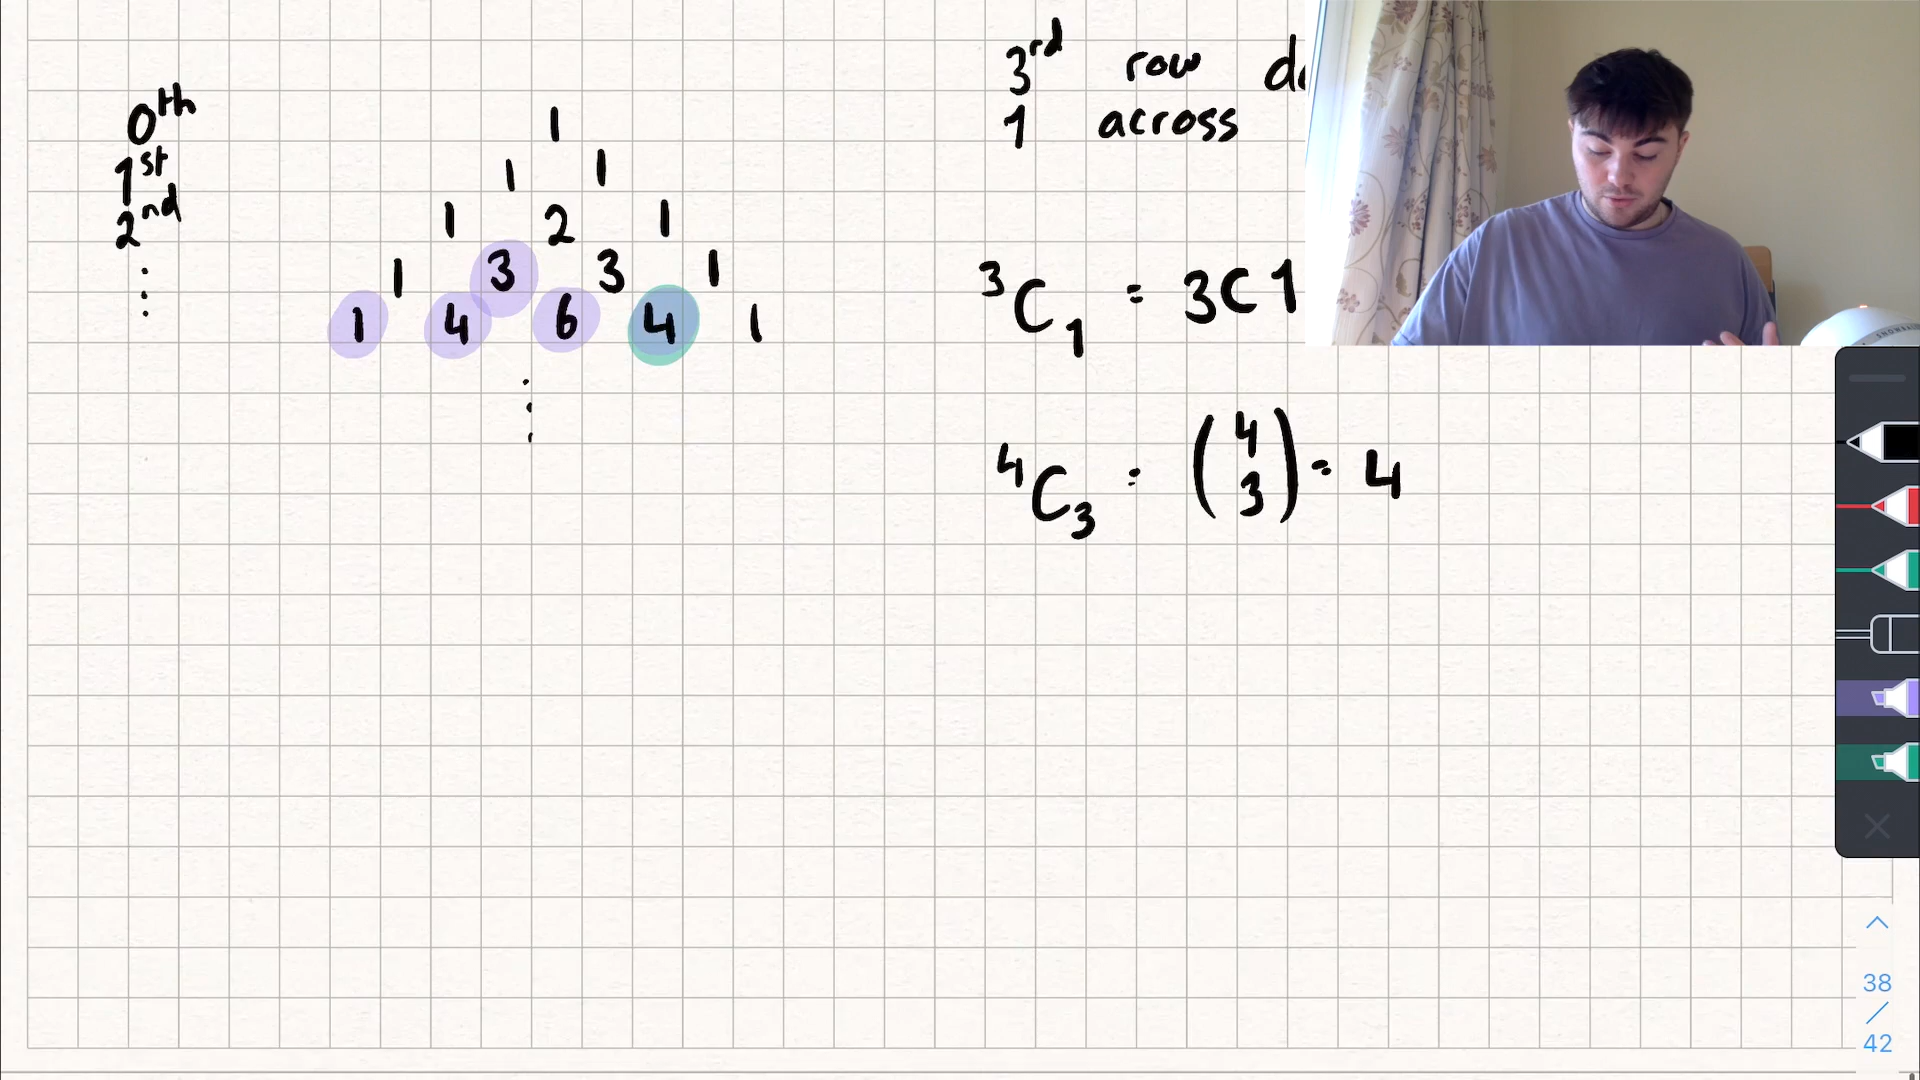 0th
1st
2nd
⋮
1
1 1
1 2 1
1 3 3 1
1 4 6 4 1
⋮
3rd row
1 across
³C₁ = 3C1
⁴C₃ = (4 3) = 4
38
/
42